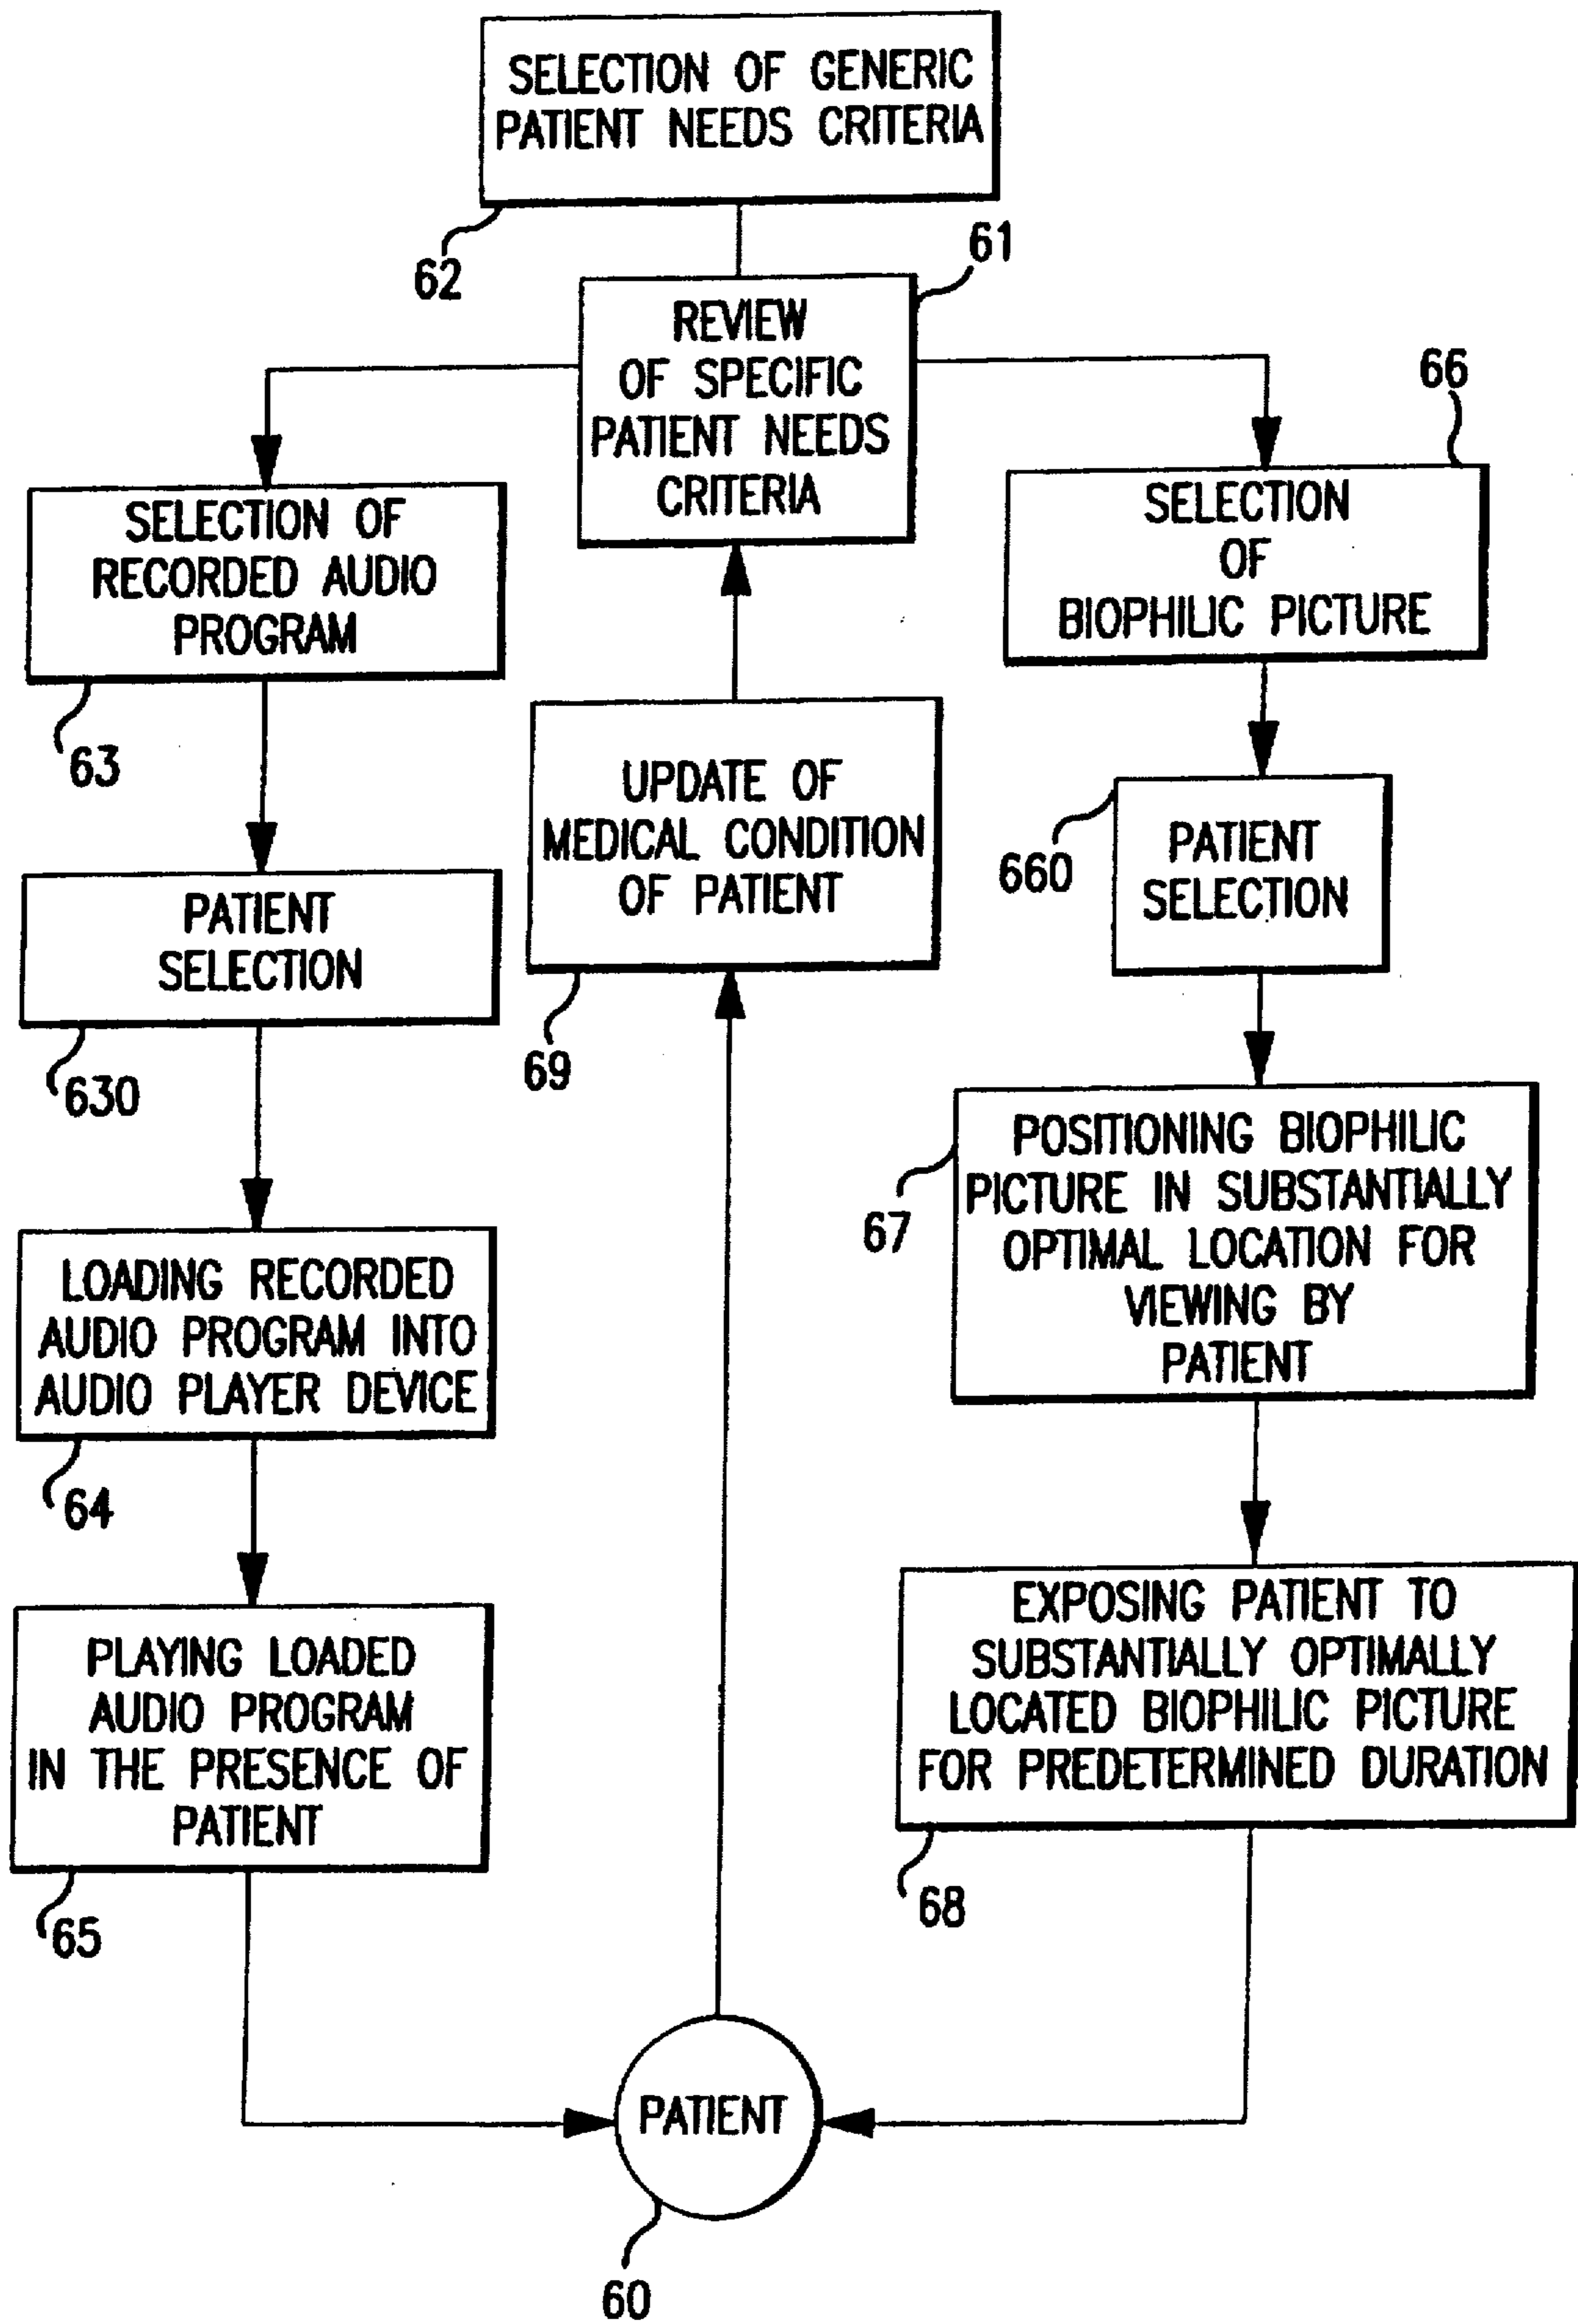 SELECTION OF GENERIC
PATIENT NEEDS CRITERIA
62
61
REVIEW
OF SPECIFIC
PATIENT NEEDS
CRITERIA
SELECTION OF
RECORDED AUDIO
PROGRAM
63
66
SELECTION
OF
BIOPHILIC PICTURE
UPDATE OF
MEDICAL CONDITION
OF PATIENT
69
660
PATIENT
SELECTION
PATIENT
SELECTION
630
POSITIONING BIOPHILIC
PICTURE IN SUBSTANTIALLY
OPTIMAL LOCATION FOR
VIEWING BY
PATIENT
67
LOADING RECORDED
AUDIO PROGRAM INTO
AUDIO PLAYER DEVICE
64
EXPOSING PATIENT TO
SUBSTANTIALLY OPTIMALLY
LOCATED BIOPHILIC PICTURE
FOR PREDETERMINED DURATION
68
PLAYING LOADED
AUDIO PROGRAM
IN THE PRESENCE OF
PATIENT
65
PATIENT
60